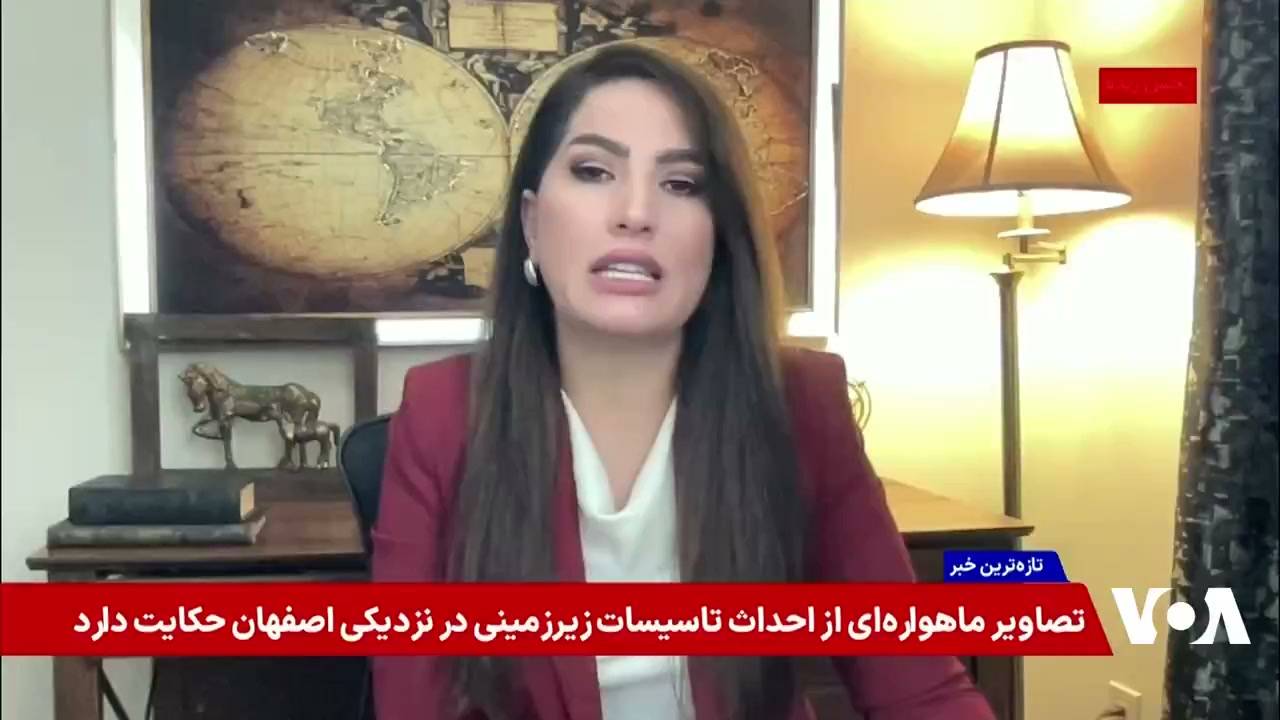 تازه‌ترین خبر
تصاویر ماهواره‌ای از احداث تاسیسات زیرزمینی در نزدیکی اصفهان حکایت دارد
VOA